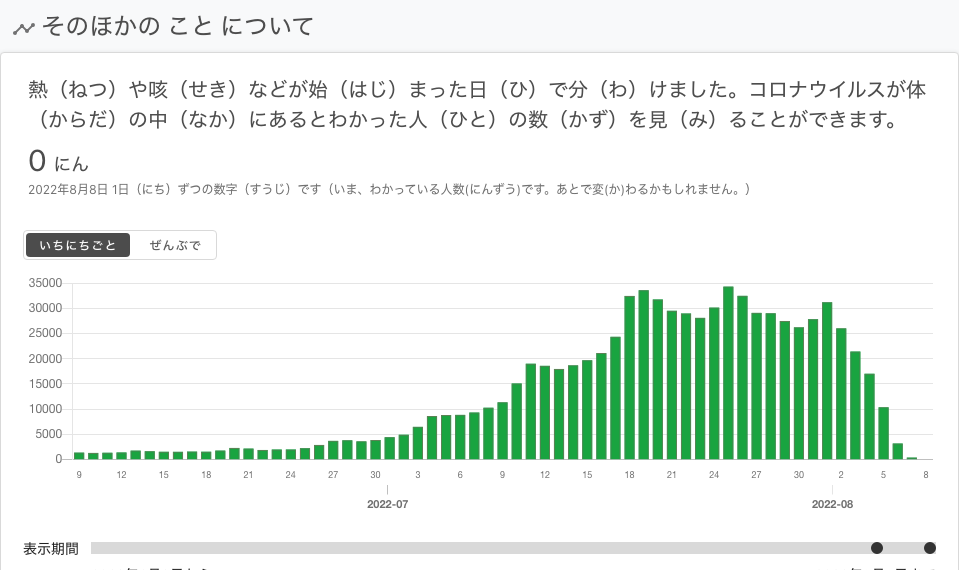 そのほかの こと について
熱（ねつ）や咳（せき）などが始（はじ）まった日（ひ）で分（わ）けました。コロナウイルスが体
（からだ）の中（なか）にあるとわかった人（ひと）の数（かず）を見（み）ることができます。
0 にん
2022年8月8日 1日（にち）ずつの数字（すうじ）です（いま、わかっている人数(にんずう)です。あとで変(か)わるかもしれません。）
いちにちごと ぜんぶで
35000
30000
25000
20000
15000
10000
5000
0
9 12 15 18 21 24 27 30 3 6 9 12 15 18 21 24 27 30 2 5 8
2022-07 2022-08
表示期間